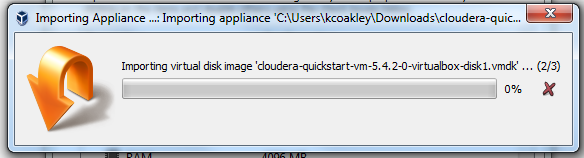 Importing Appliance ...: Importing appliance 'C:\Users\kcoakley\Downloads\cloudera-quic...
Importing virtual disk image 'cloudera-quickstart-vm-5.4.2-0-virtualbox-disk1.vmdk' ... (2/3)
0%
RAM 4096 MB